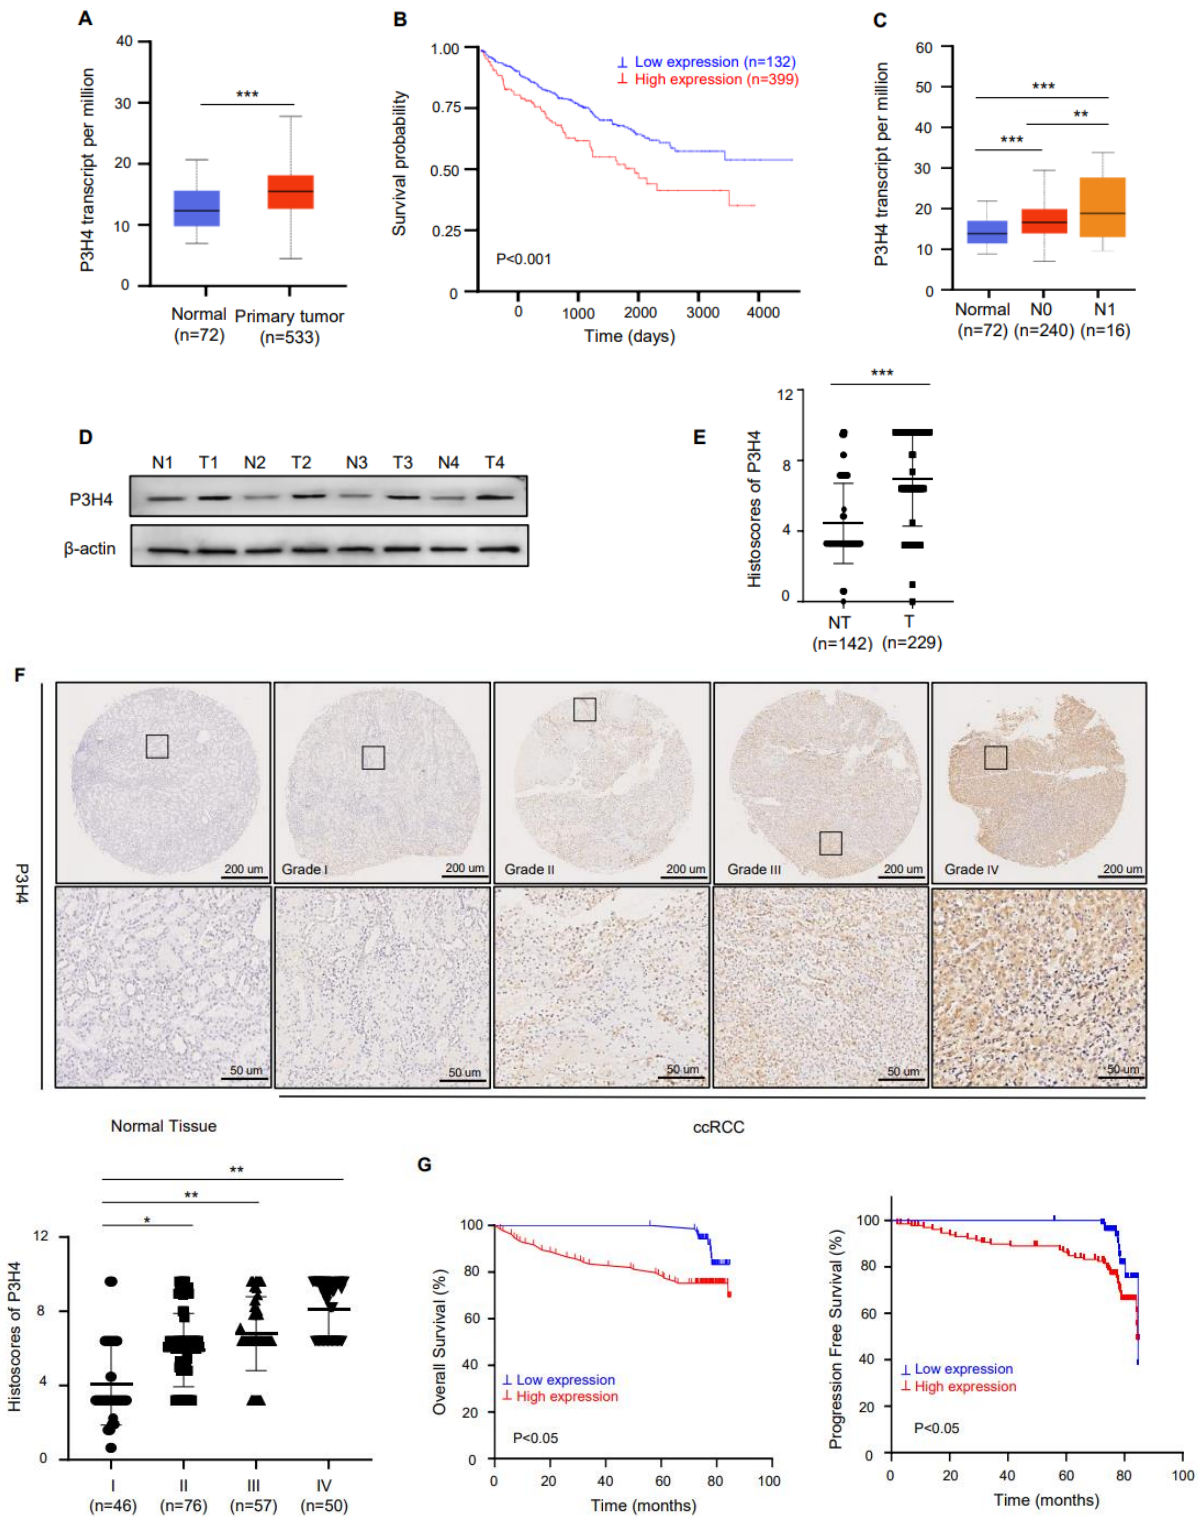 A
P3H4 transcript per million
40
30
20
10
0
***
Normal
(n=72)
Primary tumor
(n=533)
B
Survival probability
1.00
0.75
0.50
0.25
0
⊥ Low expression (n=132)
⊥ High expression (n=399)
P<0.001
0
1000
2000
3000
4000
Time (days)
C
P3H4 transcript per million
60
50
40
30
20
10
0
***
**
***
Normal N0 N1
(n=72) (n=240) (n=16)
D
N1 T1 N2 T2 N3 T3 N4 T4
P3H4
β-actin
E
Histoscores of P3H4
12
8
4
0
***
NT T
(n=142) (n=229)
F
P3H4
200 um
Grade I 200 um
Grade II 200 um
Grade III 200 um
Grade IV 200 um
50 um
50 um
50 um
50 um
50 um
Normal Tissue
ccRCC
Histoscores of P3H4
12
8
4
0
**
**
*
I II III IV
(n=46) (n=76) (n=57) (n=50)
G
Overall Survival (%)
100
80
60
40
20
0
⊥ Low expression
⊥ High expression
P<0.05
0 20 40 60 80 100
Time (months)
Progression Free Survival (%)
100
80
60
40
20
0
⊥ Low expression
⊥ High expression
P<0.05
0 20 40 60 80 100
Time (months)